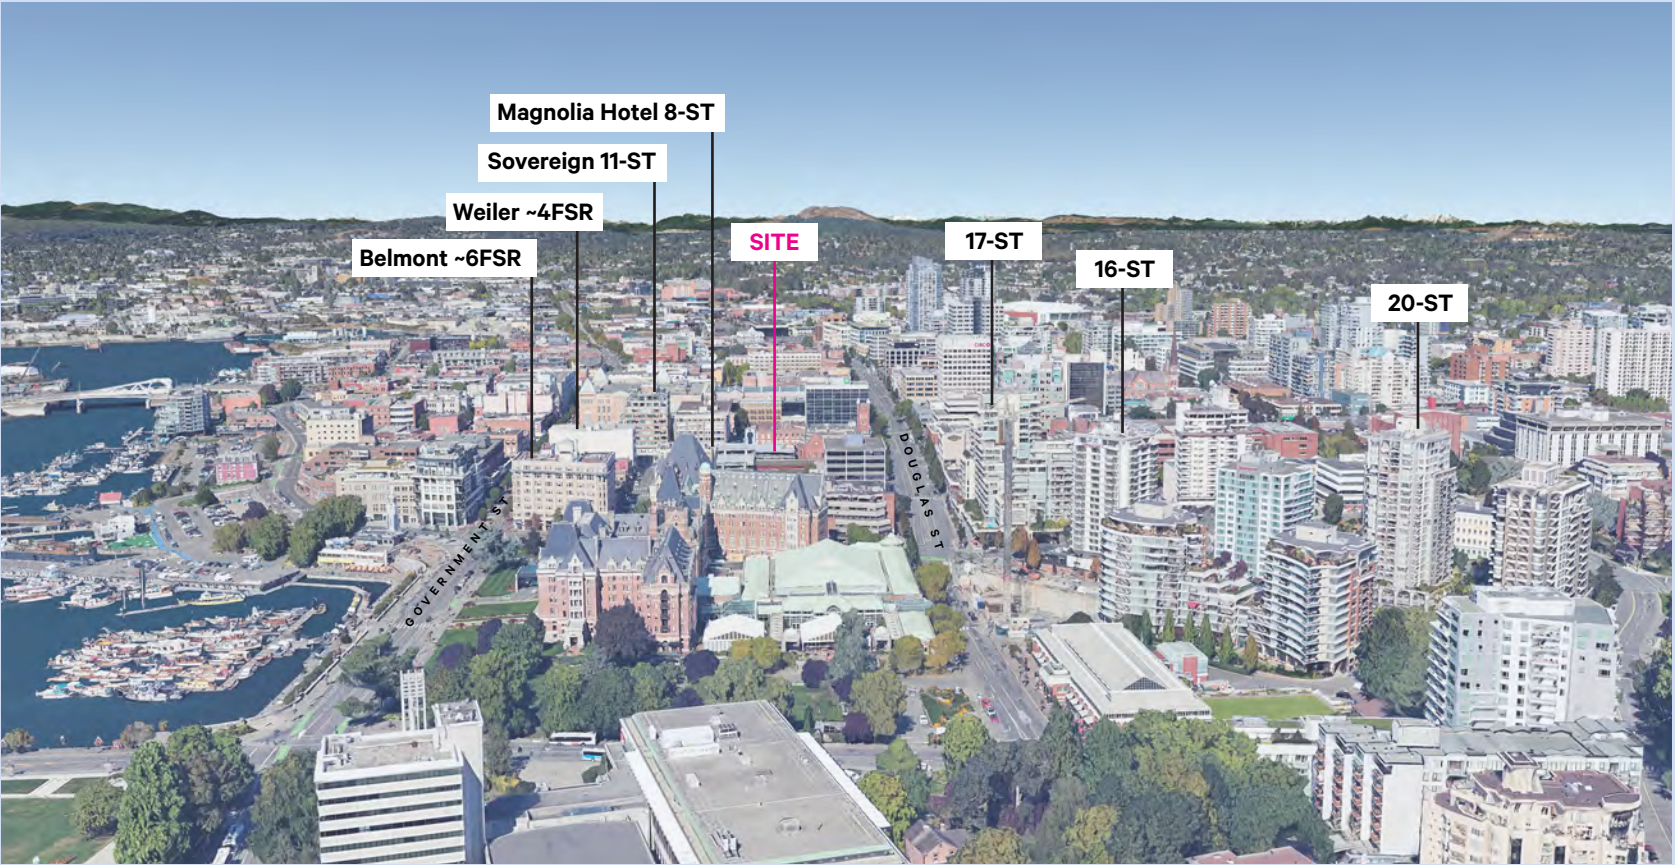 Magnolia Hotel 8-ST
Sovereign 11-ST
Weiler ~4FSR
Belmont ~6FSR
SITE
17-ST
16-ST
20-ST
DOUGLAS ST
GOVERNMENT ST